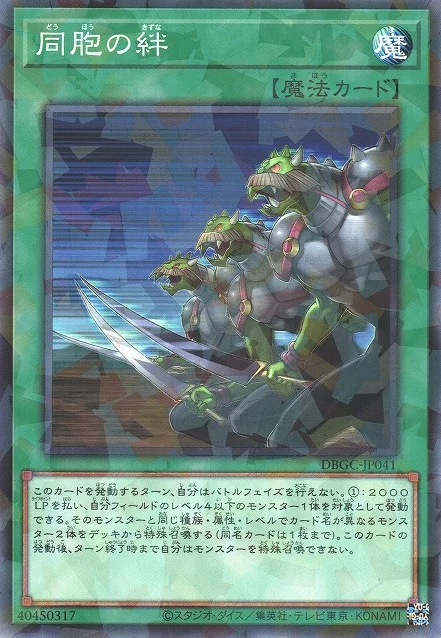 同胞の絆
魔
【魔法カード】
DBGC-JP041
このカードを発動するターン、自分はバトルフェイズを行えない。①:2000
LPを払い、自分フィールドのレベル4以下のモンスター1体を対象として発動
できる。そのモンスターと同じ種族・属性・レベルでカード名が異なるモンス
ター2体をデッキから特殊召喚する(同名カードは1枚まで)。このカードの
発動後、ターン終了時まで自分はモンスターを特殊召喚できない。
40450317
©スタジオ・ダイス/集英社・テレビ東京・KONAMI